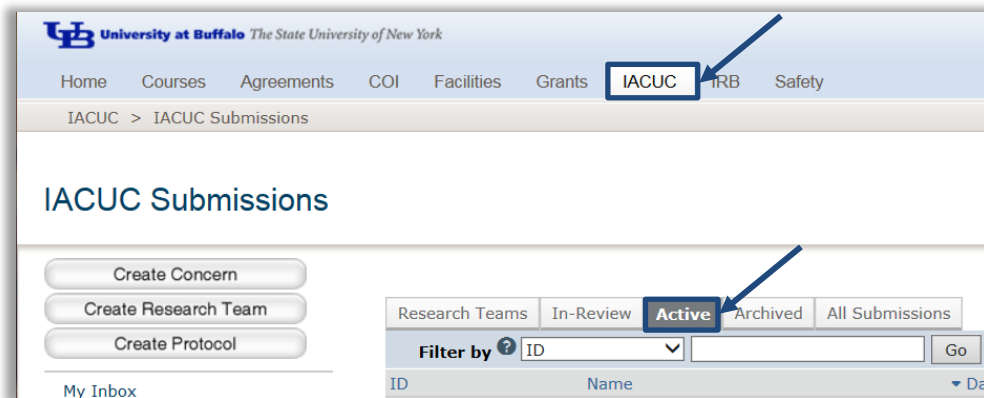 UB University at Buffalo The State University of New York
Home Courses Agreements COI Facilities Grants IACUC IRB Safety
IACUC > IACUC Submissions
IACUC Submissions
Create Concern
Create Research Team
Create Protocol
My Inbox
Research Teams In-Review Active Archived All Submissions
Filter by ? ID Go
ID Name Da